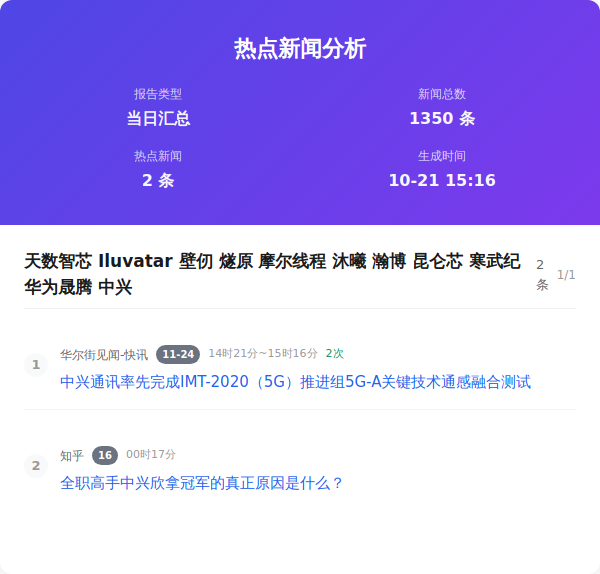 热点新闻分析
报告类型
当日汇总
新闻总数
1350 条
热点新闻
2 条
生成时间
10-21 15:16
天数智芯 Iluvatar 壁仞 燧原 摩尔线程 沐曦 瀚博 昆仑芯 寒武纪
华为晟腾 中兴
2
条
1/1
1
华尔街见闻-快讯 11-24 14时21分~15时16分 2次
中兴通讯率先完成IMT-2020（5G）推进组5G-A关键技术通感融合测试
2
知乎 16 00时17分
全职高手中兴欣拿冠军的真正原因是什么？